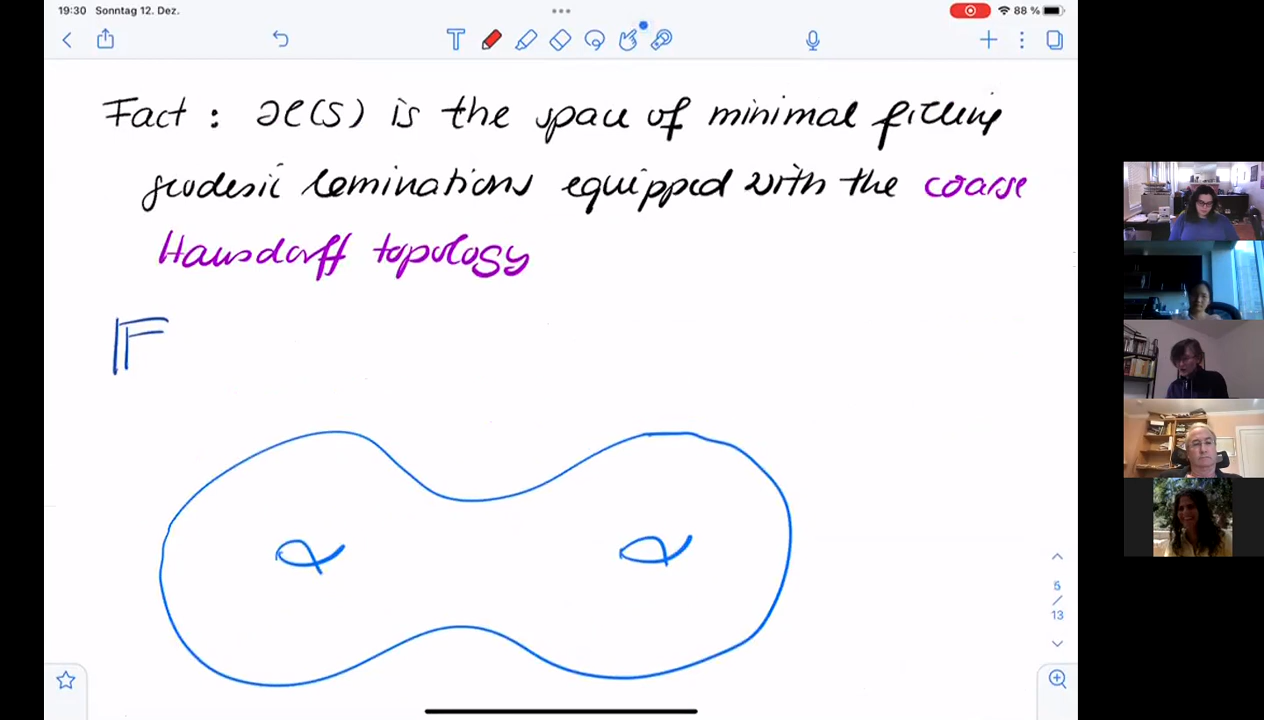 19:30 Sonntag 12. Dez.
88 %
Fact : ∂C(S) is the space of minimal filling
geodesic laminations equipped with the coarse
Hausdorff topology
F
5
/
13